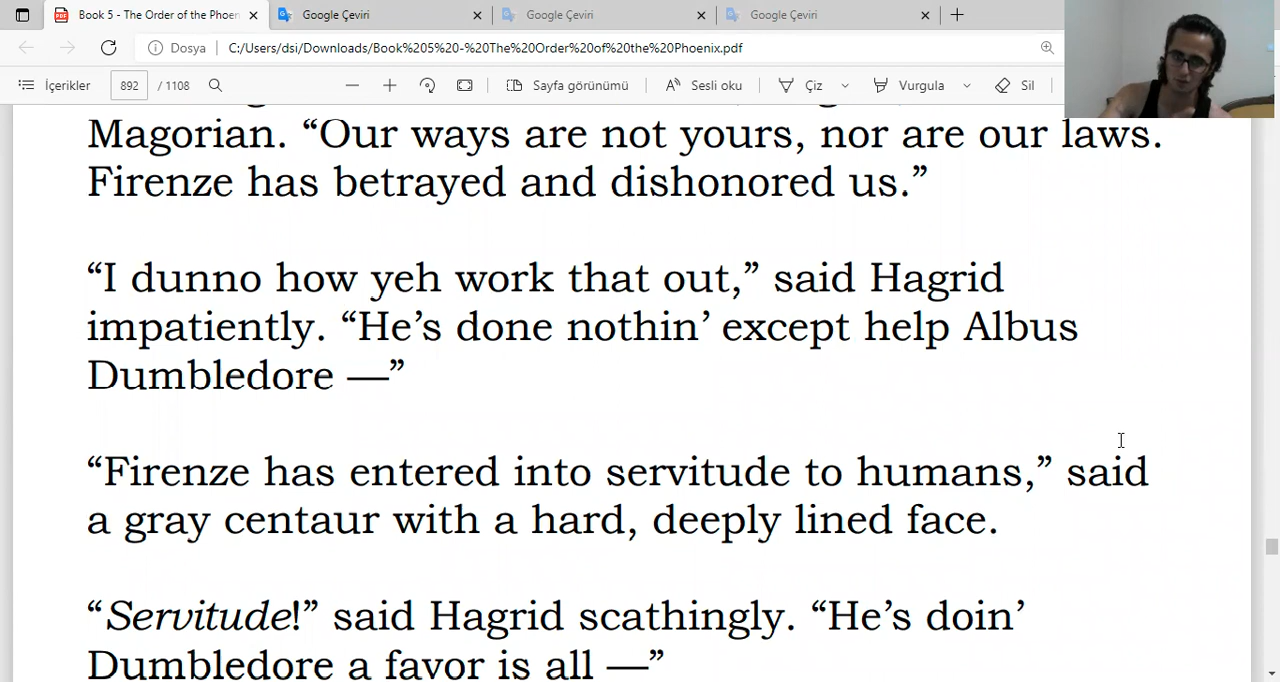 Book 5 - The Order of the Phoen
Google Çeviri
Google Çeviri
Google Çeviri
Dosya
C:/Users/dsi/Downloads/Book%205%20-%20The%20Order%20of%20the%20Phoenix.pdf
İçerikler
892 / 1108
Sayfa görünümü
Sesli oku
Çiz
Vurgula
Sil
Magorian. “Our ways are not yours, nor are our laws.
Firenze has betrayed and dishonored us.”
“I dunno how yeh work that out,” said Hagrid
impatiently. “He’s done nothin’ except help Albus
Dumbledore —”
“Firenze has entered into servitude to humans,” said
a gray centaur with a hard, deeply lined face.
“Servitude!” said Hagrid scathingly. “He’s doin’
Dumbledore a favor is all —”